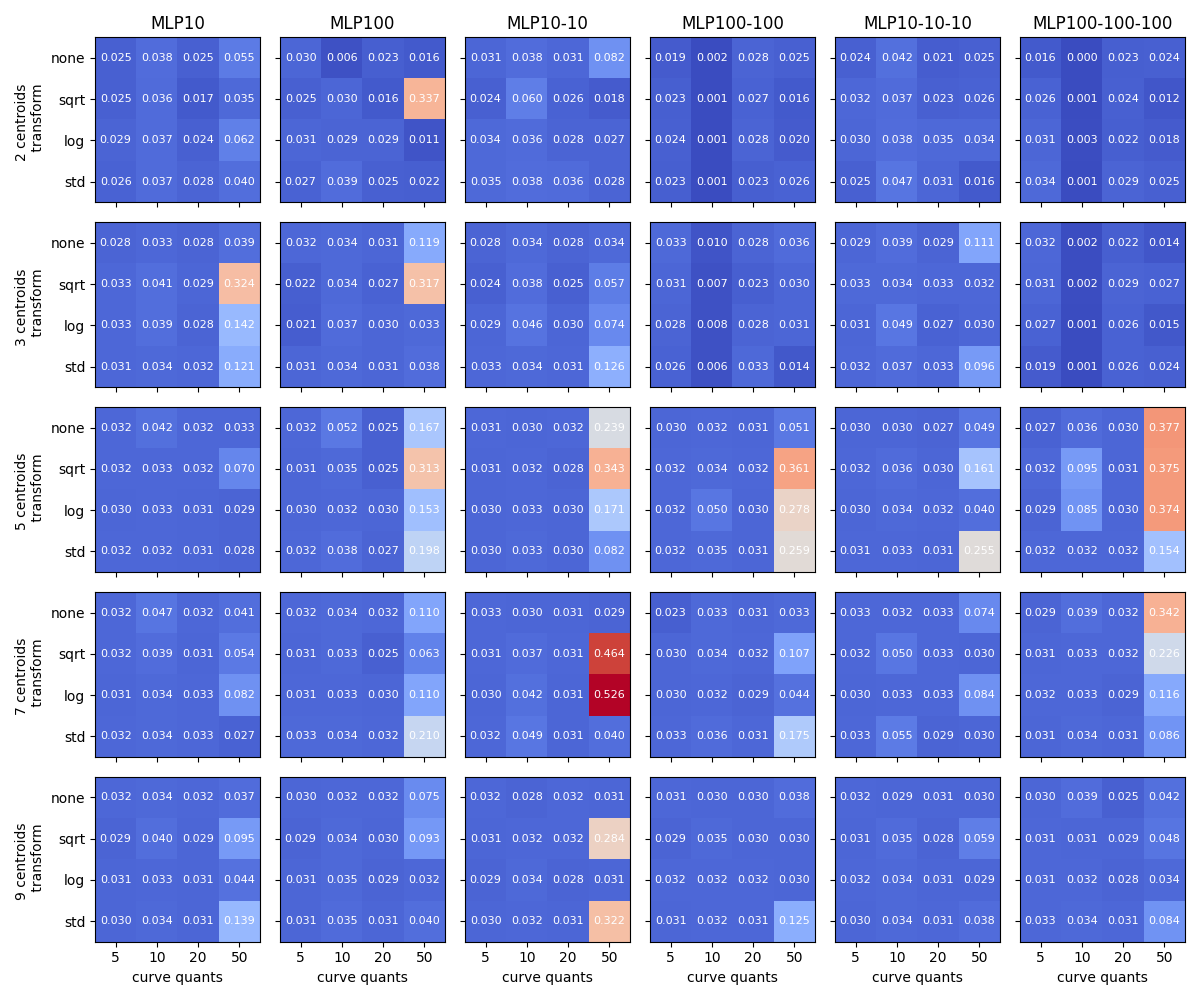 MLP10 MLP100 MLP10-10 MLP100-100 MLP10-10-10 MLP100-100-100
2 centroids
transform
none 0.025 0.038 0.025 0.055 0.030 0.006 0.023 0.016 0.031 0.038 0.031 0.082 0.019 0.002 0.028 0.025 0.024 0.042 0.021 0.025 0.016 0.000 0.023 0.024
sqrt 0.025 0.036 0.017 0.035 0.025 0.030 0.016 0.337 0.024 0.060 0.026 0.018 0.023 0.001 0.027 0.016 0.032 0.037 0.023 0.026 0.026 0.001 0.024 0.012
log 0.029 0.037 0.024 0.062 0.031 0.029 0.029 0.011 0.034 0.036 0.028 0.027 0.024 0.001 0.028 0.020 0.030 0.038 0.035 0.034 0.031 0.003 0.022 0.018
std 0.026 0.037 0.028 0.040 0.027 0.039 0.025 0.022 0.035 0.038 0.036 0.028 0.023 0.001 0.023 0.026 0.025 0.047 0.031 0.016 0.034 0.001 0.029 0.025
3 centroids
transform
none 0.028 0.033 0.028 0.039 0.032 0.034 0.031 0.119 0.028 0.034 0.028 0.034 0.033 0.010 0.028 0.036 0.029 0.039 0.029 0.111 0.032 0.002 0.022 0.014
sqrt 0.033 0.041 0.029 0.324 0.022 0.034 0.027 0.317 0.024 0.038 0.025 0.057 0.031 0.007 0.023 0.030 0.033 0.034 0.033 0.032 0.031 0.002 0.029 0.027
log 0.033 0.039 0.028 0.142 0.021 0.037 0.030 0.033 0.029 0.046 0.030 0.074 0.028 0.008 0.028 0.031 0.031 0.049 0.027 0.030 0.027 0.001 0.026 0.015
std 0.031 0.034 0.032 0.121 0.031 0.034 0.031 0.038 0.033 0.034 0.031 0.126 0.026 0.006 0.033 0.014 0.032 0.037 0.033 0.096 0.019 0.001 0.026 0.024
5 centroids
transform
none 0.032 0.042 0.032 0.033 0.032 0.052 0.025 0.167 0.031 0.030 0.032 0.239 0.030 0.032 0.031 0.051 0.030 0.030 0.027 0.049 0.027 0.036 0.030 0.377
sqrt 0.032 0.033 0.032 0.070 0.031 0.035 0.025 0.313 0.031 0.032 0.028 0.343 0.032 0.034 0.032 0.361 0.032 0.036 0.030 0.161 0.032 0.095 0.031 0.375
log 0.030 0.033 0.031 0.029 0.030 0.032 0.030 0.153 0.030 0.033 0.030 0.171 0.032 0.050 0.030 0.278 0.030 0.034 0.032 0.040 0.029 0.085 0.030 0.374
std 0.032 0.032 0.031 0.028 0.032 0.038 0.027 0.198 0.030 0.033 0.030 0.082 0.032 0.035 0.031 0.259 0.031 0.033 0.031 0.255 0.032 0.032 0.032 0.154
7 centroids
transform
none 0.032 0.047 0.032 0.041 0.032 0.034 0.032 0.110 0.033 0.030 0.031 0.029 0.023 0.033 0.031 0.033 0.033 0.032 0.033 0.074 0.029 0.039 0.032 0.342
sqrt 0.032 0.039 0.031 0.054 0.031 0.033 0.025 0.063 0.031 0.037 0.031 0.464 0.030 0.034 0.032 0.107 0.032 0.050 0.033 0.030 0.031 0.033 0.032 0.226
log 0.031 0.034 0.033 0.082 0.031 0.033 0.030 0.110 0.030 0.042 0.031 0.526 0.030 0.032 0.029 0.044 0.030 0.033 0.033 0.084 0.032 0.033 0.029 0.116
std 0.032 0.034 0.033 0.027 0.033 0.034 0.032 0.210 0.032 0.049 0.031 0.040 0.033 0.036 0.031 0.175 0.033 0.055 0.029 0.030 0.031 0.034 0.031 0.086
9 centroids
transform
none 0.032 0.034 0.032 0.037 0.030 0.032 0.032 0.075 0.032 0.028 0.032 0.031 0.031 0.030 0.030 0.038 0.032 0.029 0.031 0.030 0.030 0.039 0.025 0.042
sqrt 0.029 0.040 0.029 0.095 0.029 0.034 0.030 0.093 0.031 0.032 0.032 0.284 0.029 0.035 0.030 0.030 0.031 0.035 0.028 0.059 0.031 0.031 0.029 0.048
log 0.031 0.033 0.031 0.044 0.031 0.035 0.029 0.032 0.029 0.034 0.028 0.031 0.032 0.032 0.032 0.030 0.032 0.034 0.031 0.029 0.031 0.032 0.028 0.034
std 0.030 0.034 0.031 0.139 0.031 0.035 0.031 0.040 0.030 0.032 0.031 0.322 0.031 0.032 0.031 0.125 0.030 0.034 0.031 0.038 0.033 0.034 0.031 0.084
5 10 20 50 5 10 20 50 5 10 20 50 5 10 20 50 5 10 20 50 5 10 20 50
curve quants curve quants curve quants curve quants curve quants curve quants